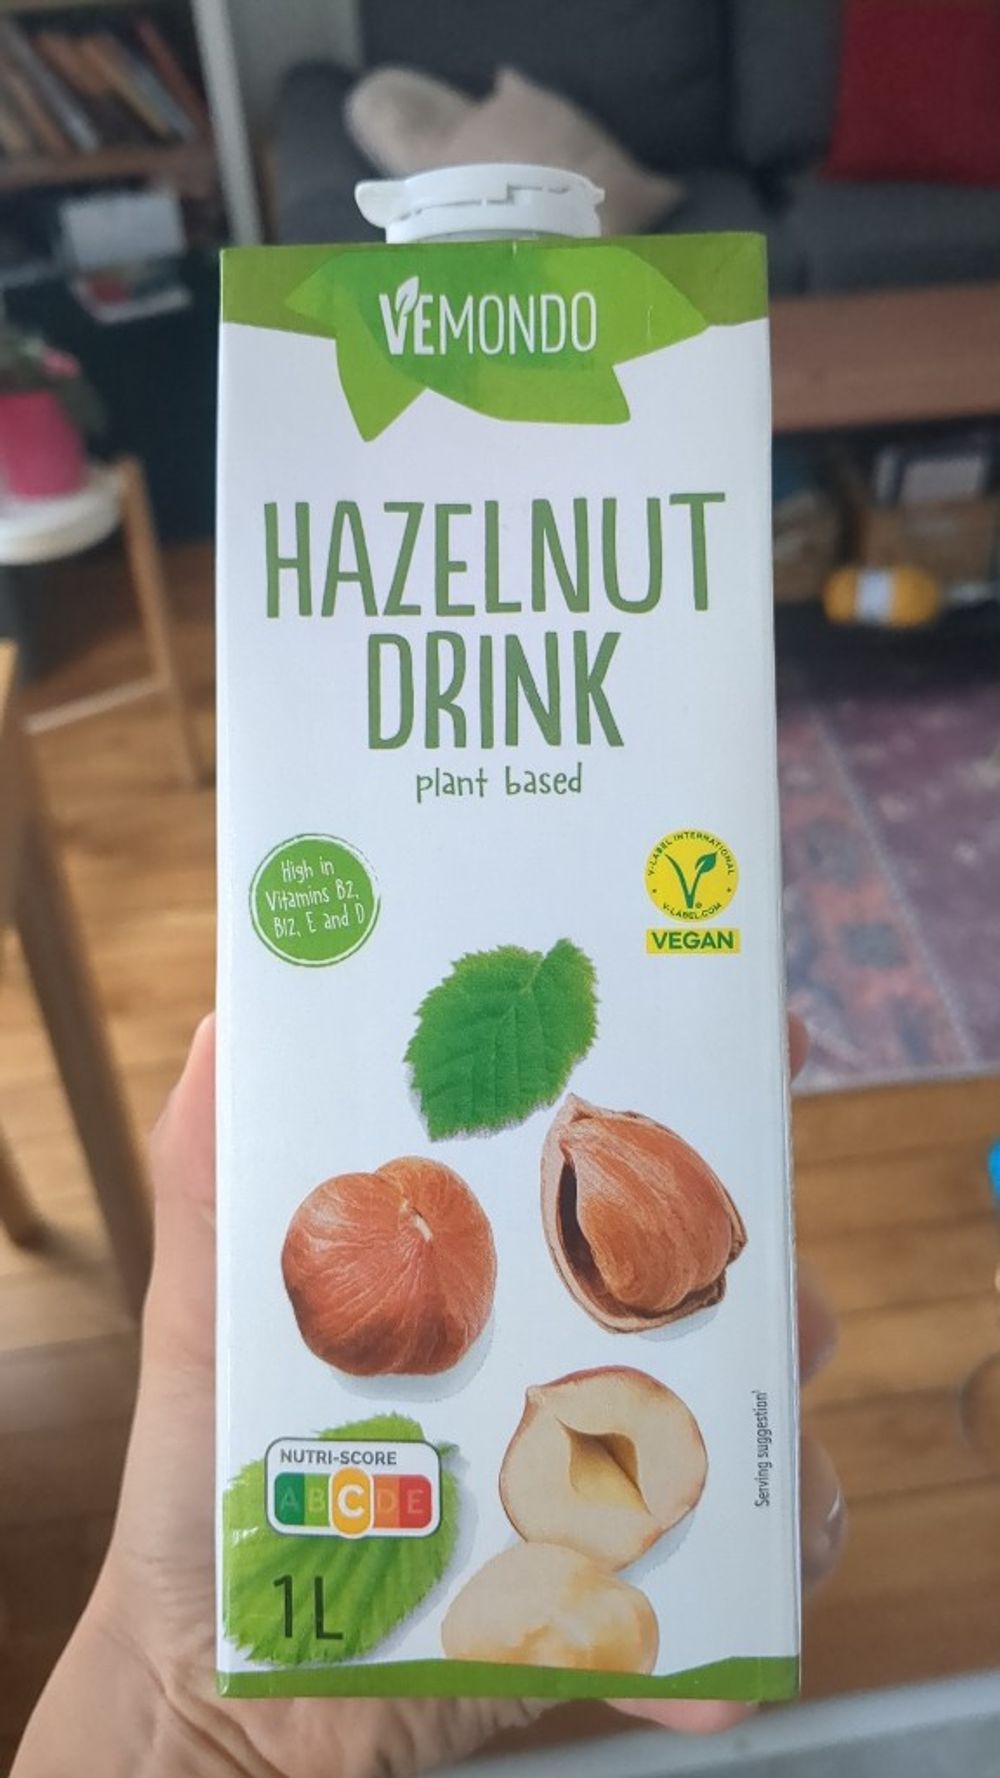 VEMONDO
HAZELNUT
DRINK
plant based
High in
Vitamins B2,
B12, E and D
V-LABEL INTERNATIONAL
V-LABEL.COM
VEGAN
Serving suggestion¹
NUTRI-SCORE
A B C D E
1L